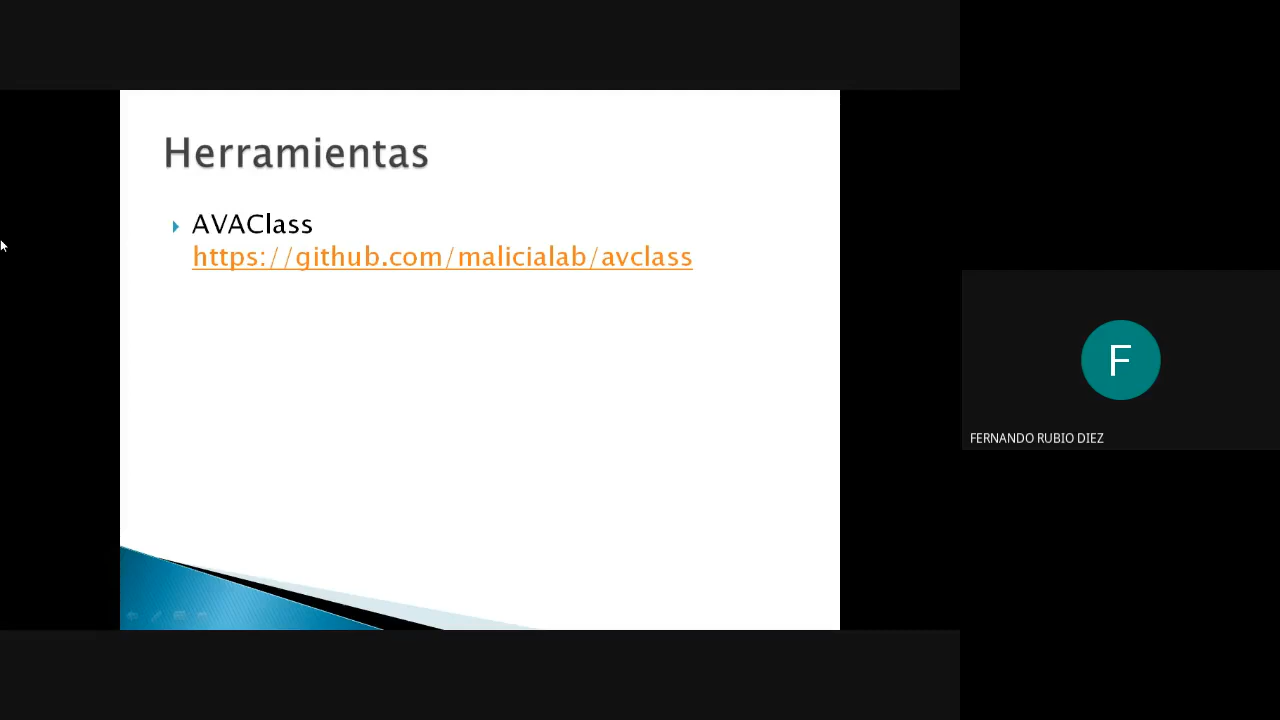 Herramientas
AVAClass
https://github.com/malicialab/avclass
F
FERNANDO RUBIO DIEZ